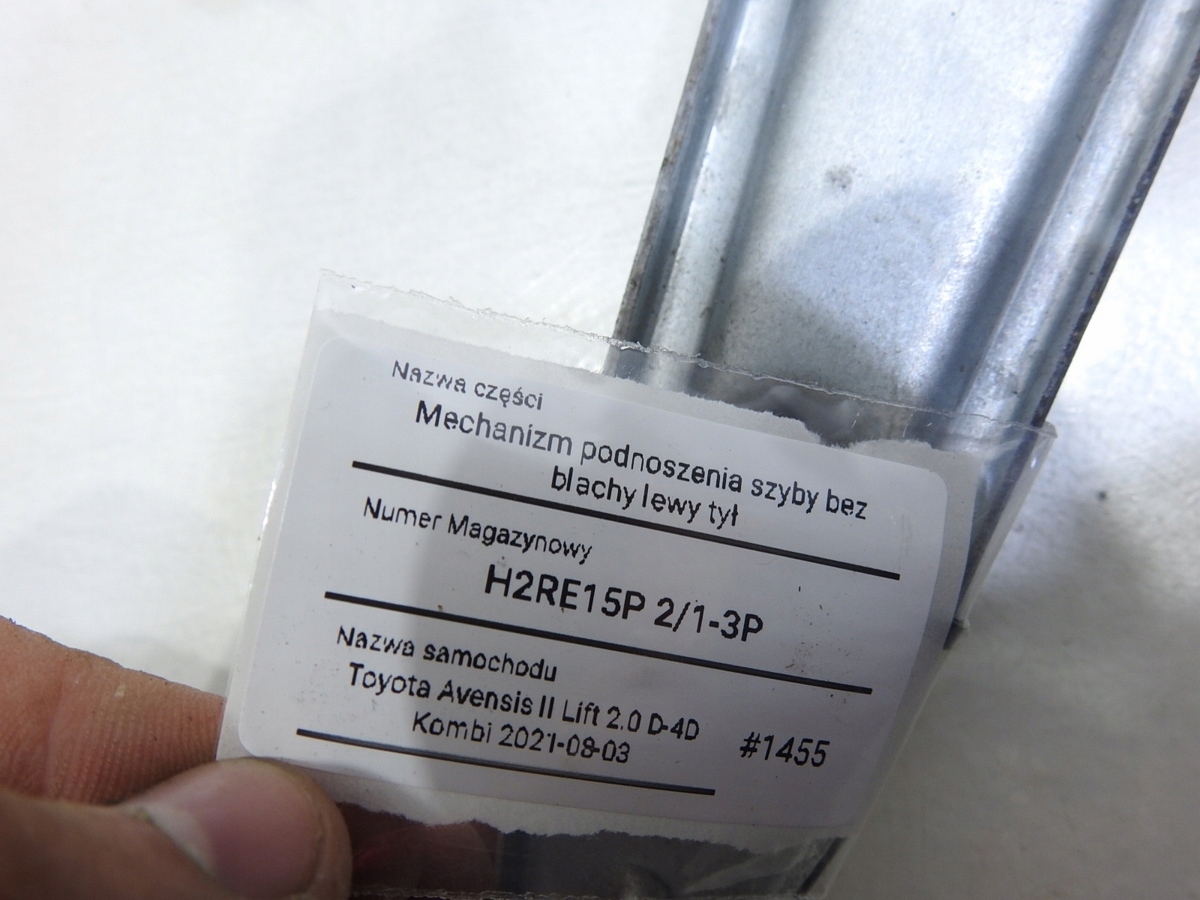 Nazwa części
Mechanizm podnoszenia szyby bez
blachy lewy tył
Numer Magazynowy
H2RE15P 2/1-3P
Nazwa samochodu
Toyota Avensis II Lift 2.0 D-4D
Kombi 2021-08-03
#1455